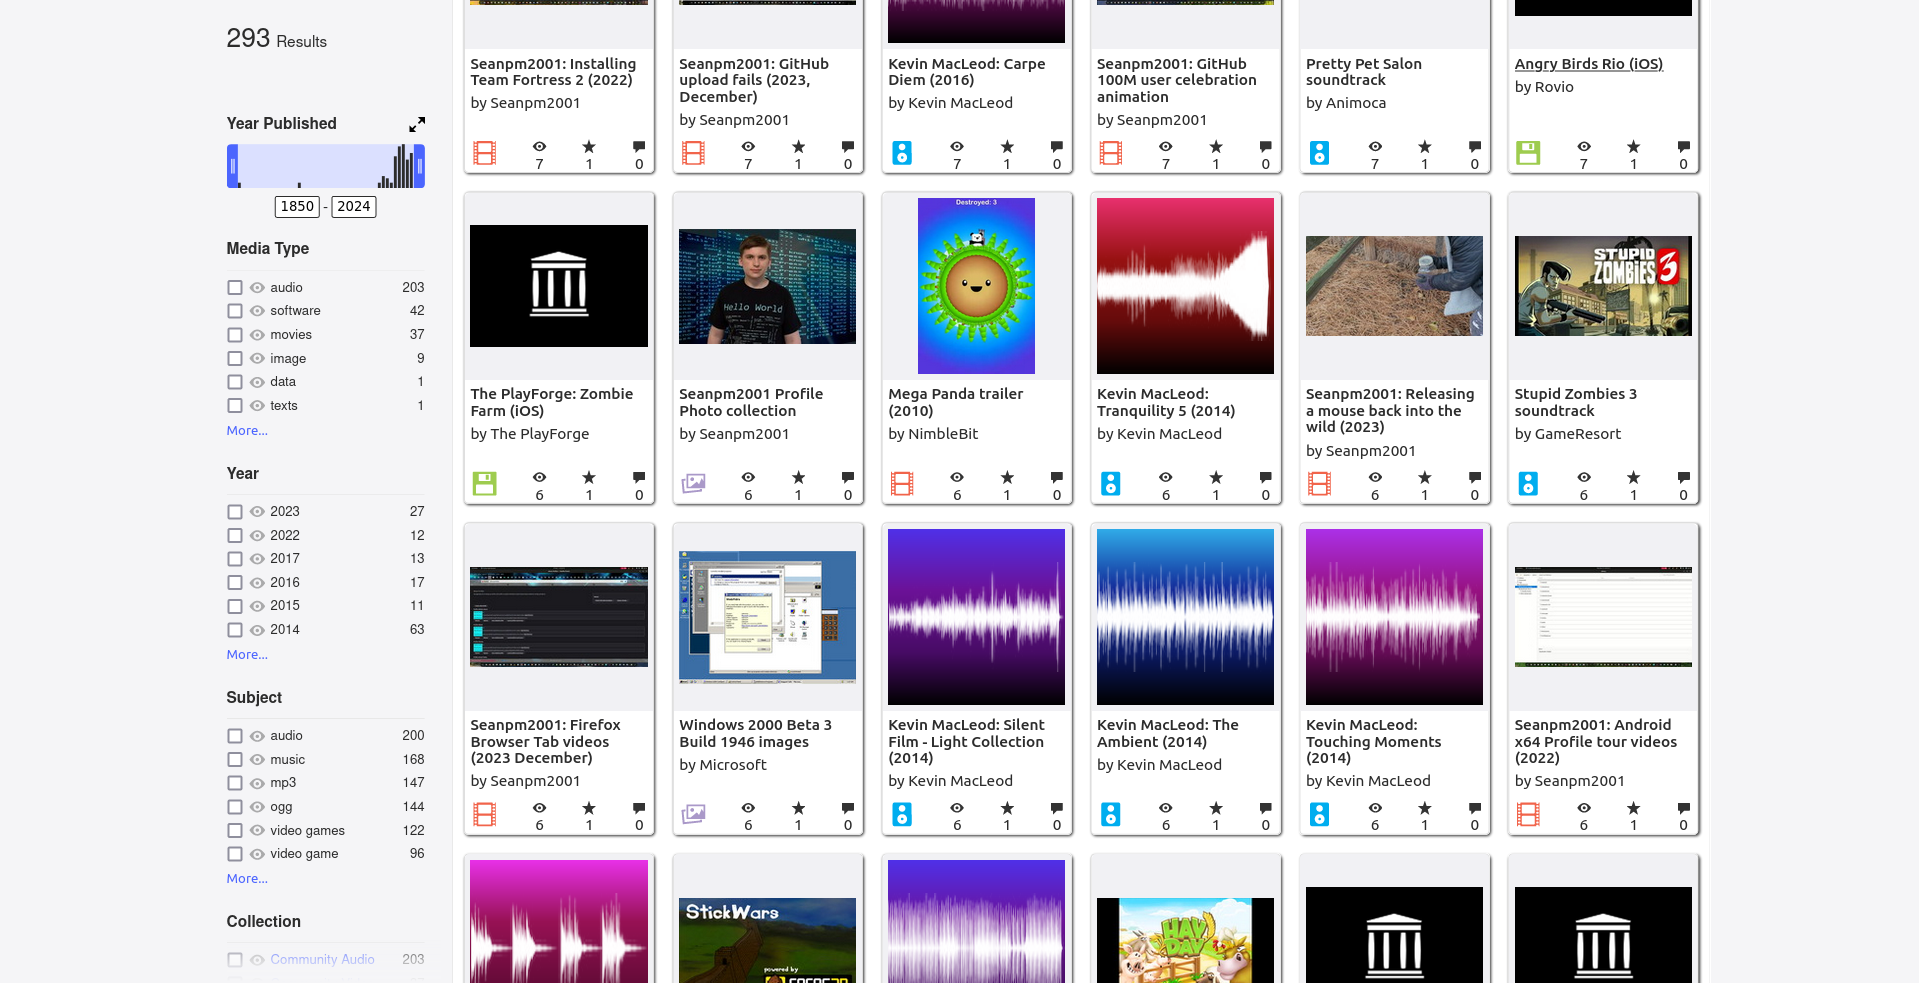 293 Results
Year Published
1850 - 2024
Media Type
audio 203
software 42
movies 37
image 9
data 1
texts 1
More...
Year
2023 27
2022 12
2017 13
2016 17
2015 11
2014 63
More...
Subject
audio 200
music 168
mp3 147
ogg 144
video games 122
video game 96
More...
Collection
Community Audio 203
Seanpm2001: Installing
Team Fortress 2 (2022)
by Seanpm2001
7 1 0
Seanpm2001: GitHub
upload fails (2023,
December)
by Seanpm2001
7 1 0
Kevin MacLeod: Carpe
Diem (2016)
by Kevin MacLeod
7 1 0
Seanpm2001: GitHub
100M user celebration
animation
by Seanpm2001
7 1 0
Pretty Pet Salon
soundtrack
by Animoca
7 1 0
Angry Birds Rio (iOS)
by Rovio
7 1 0
The PlayForge: Zombie
Farm (iOS)
by The PlayForge
6 1 0
Hello World
Seanpm2001 Profile
Photo collection
by Seanpm2001
6 1 0
Destroyed: 3
Mega Panda trailer
(2010)
by NimbleBit
6 1 0
Kevin MacLeod:
Tranquility 5 (2014)
by Kevin MacLeod
6 1 0
Seanpm2001: Releasing
a mouse back into the
wild (2023)
by Seanpm2001
6 1 0
STUPID
ZOMBIES 3
Stupid Zombies 3
soundtrack
by GameResort
6 1 0
Seanpm2001: Firefox
Browser Tab videos
(2023 December)
by Seanpm2001
6 1 0
Windows 2000 Beta 3
Build 1946 images
by Microsoft
6 1 0
Kevin MacLeod: Silent
Film - Light Collection
(2014)
by Kevin MacLeod
6 1 0
Kevin MacLeod: The
Ambient (2014)
by Kevin MacLeod
6 1 0
Kevin MacLeod:
Touching Moments
(2014)
by Kevin MacLeod
6 1 0
Seanpm2001: Android
x64 Profile tour videos
(2022)
by Seanpm2001
6 1 0
StickWars
powered by
HAY
DAY